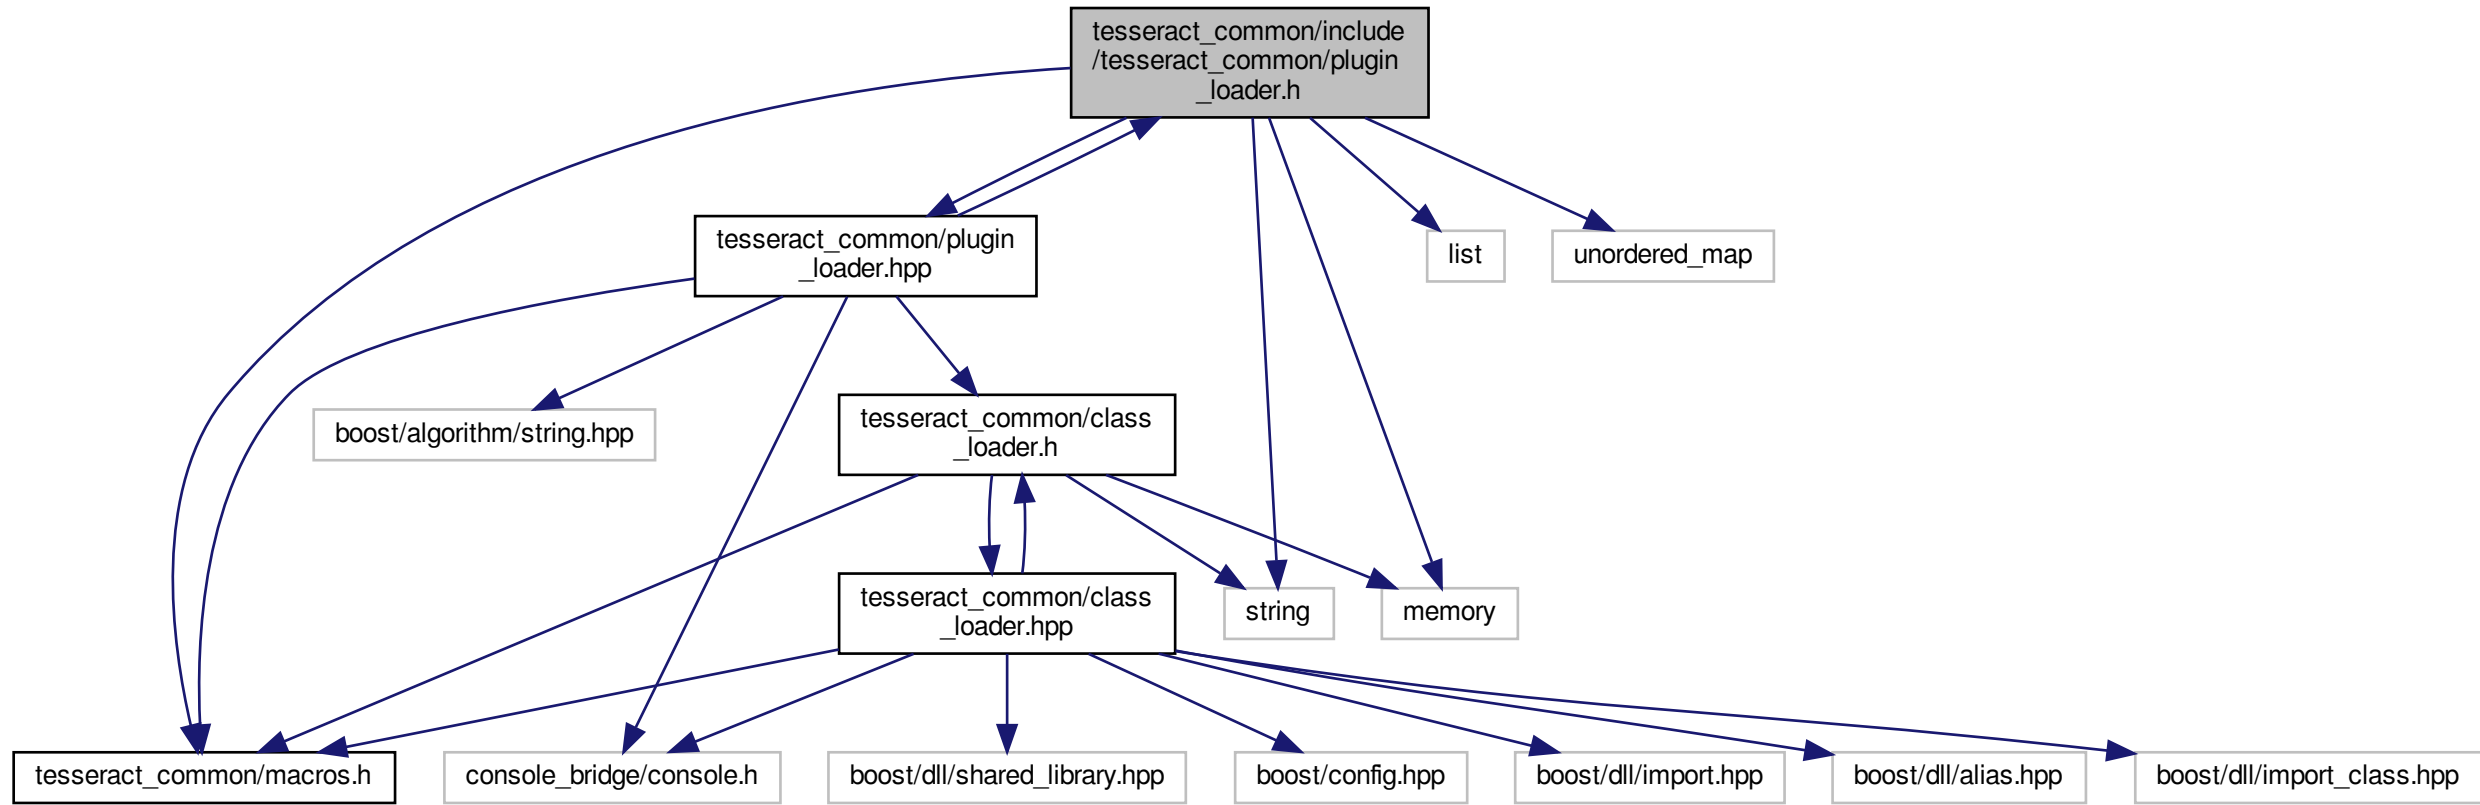 tesseract_common/include
/tesseract_common/plugin
_loader.h
tesseract_common/plugin
_loader.hpp
list
unordered_map
boost/algorithm/string.hpp
tesseract_common/class
_loader.h
tesseract_common/class
_loader.hpp
string
memory
tesseract_common/macros.h
console_bridge/console.h
boost/dll/shared_library.hpp
boost/config.hpp
boost/dll/import.hpp
boost/dll/alias.hpp
boost/dll/import_class.hpp